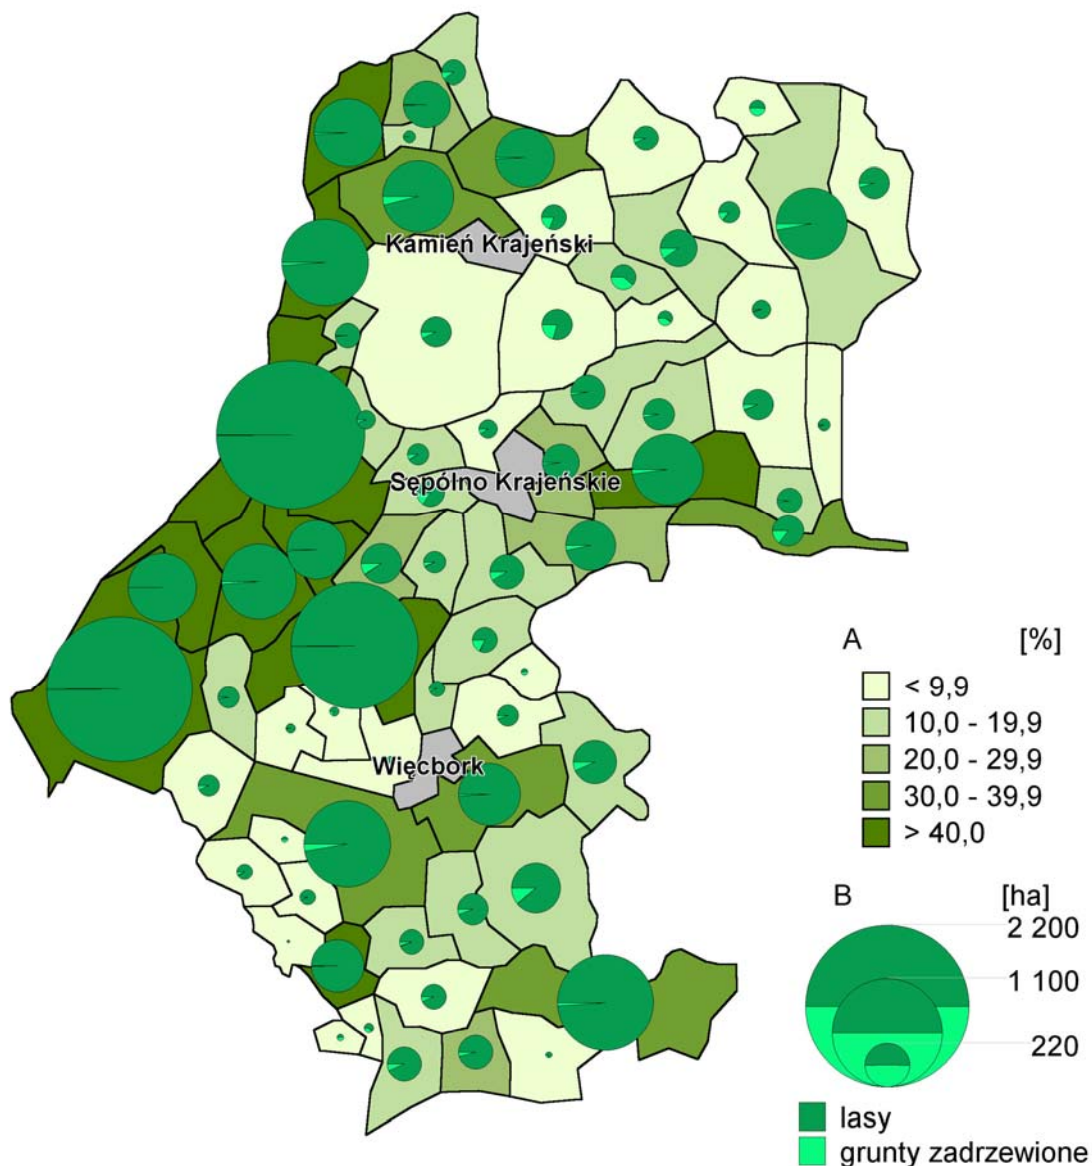 Kamień Krajeński
Sępólno Krajeńskie
Więcbork
A [%]
< 9,9
10,0 - 19,9
20,0 - 29,9
30,0 - 39,9
> 40,0
B [ha]
2 200
1 100
220
lasy
grunty zadrzewione